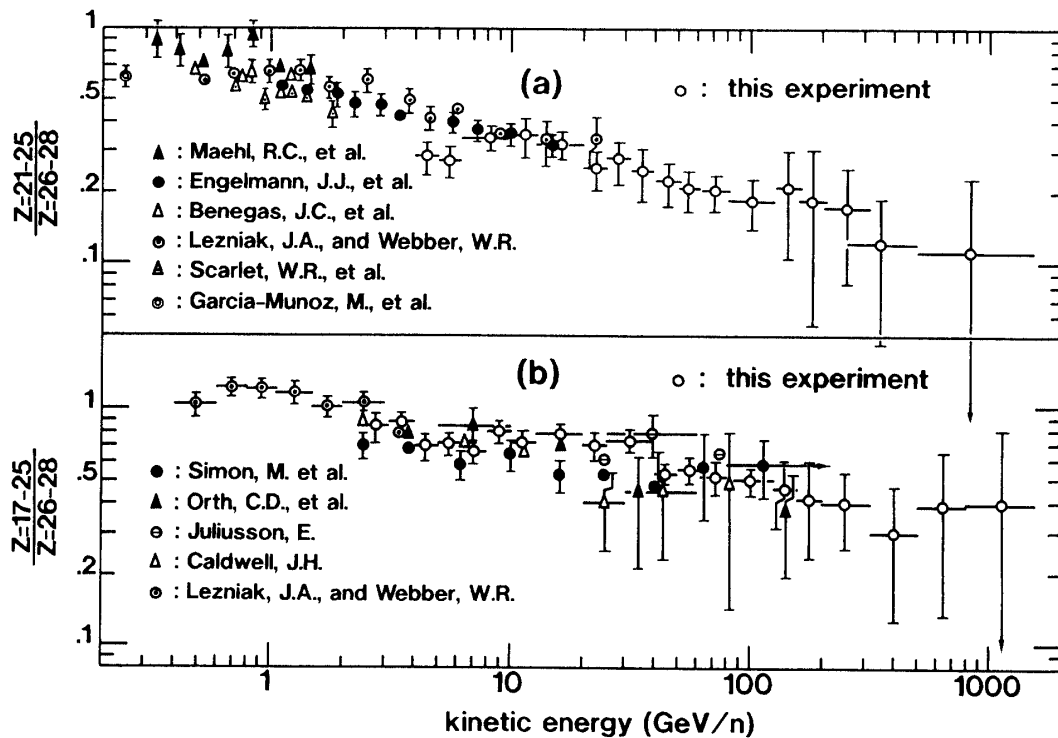 1
.5
.2
.1
Z=21-25
Z=26-28
(a)
○ : this experiment
▲ : Maehl, R.C., et al.
● : Engelmann, J.J., et al.
△ : Benegas, J.C., et al.
⊙ : Lezniak, J.A., and Webber, W.R.
△ : Scarlet, W.R., et al.
◎ : Garcia-Munoz, M., et al.
1
.5
.2
.1
Z=17-25
Z=26-28
(b)
○ : this experiment
● : Simon, M. et al.
▲ : Orth, C.D., et al.
⊖ : Juliusson, E.
△ : Caldwell, J.H.
⊙ : Lezniak, J.A., and Webber, W.R.
1
10
100
1000
kinetic energy (GeV/n)